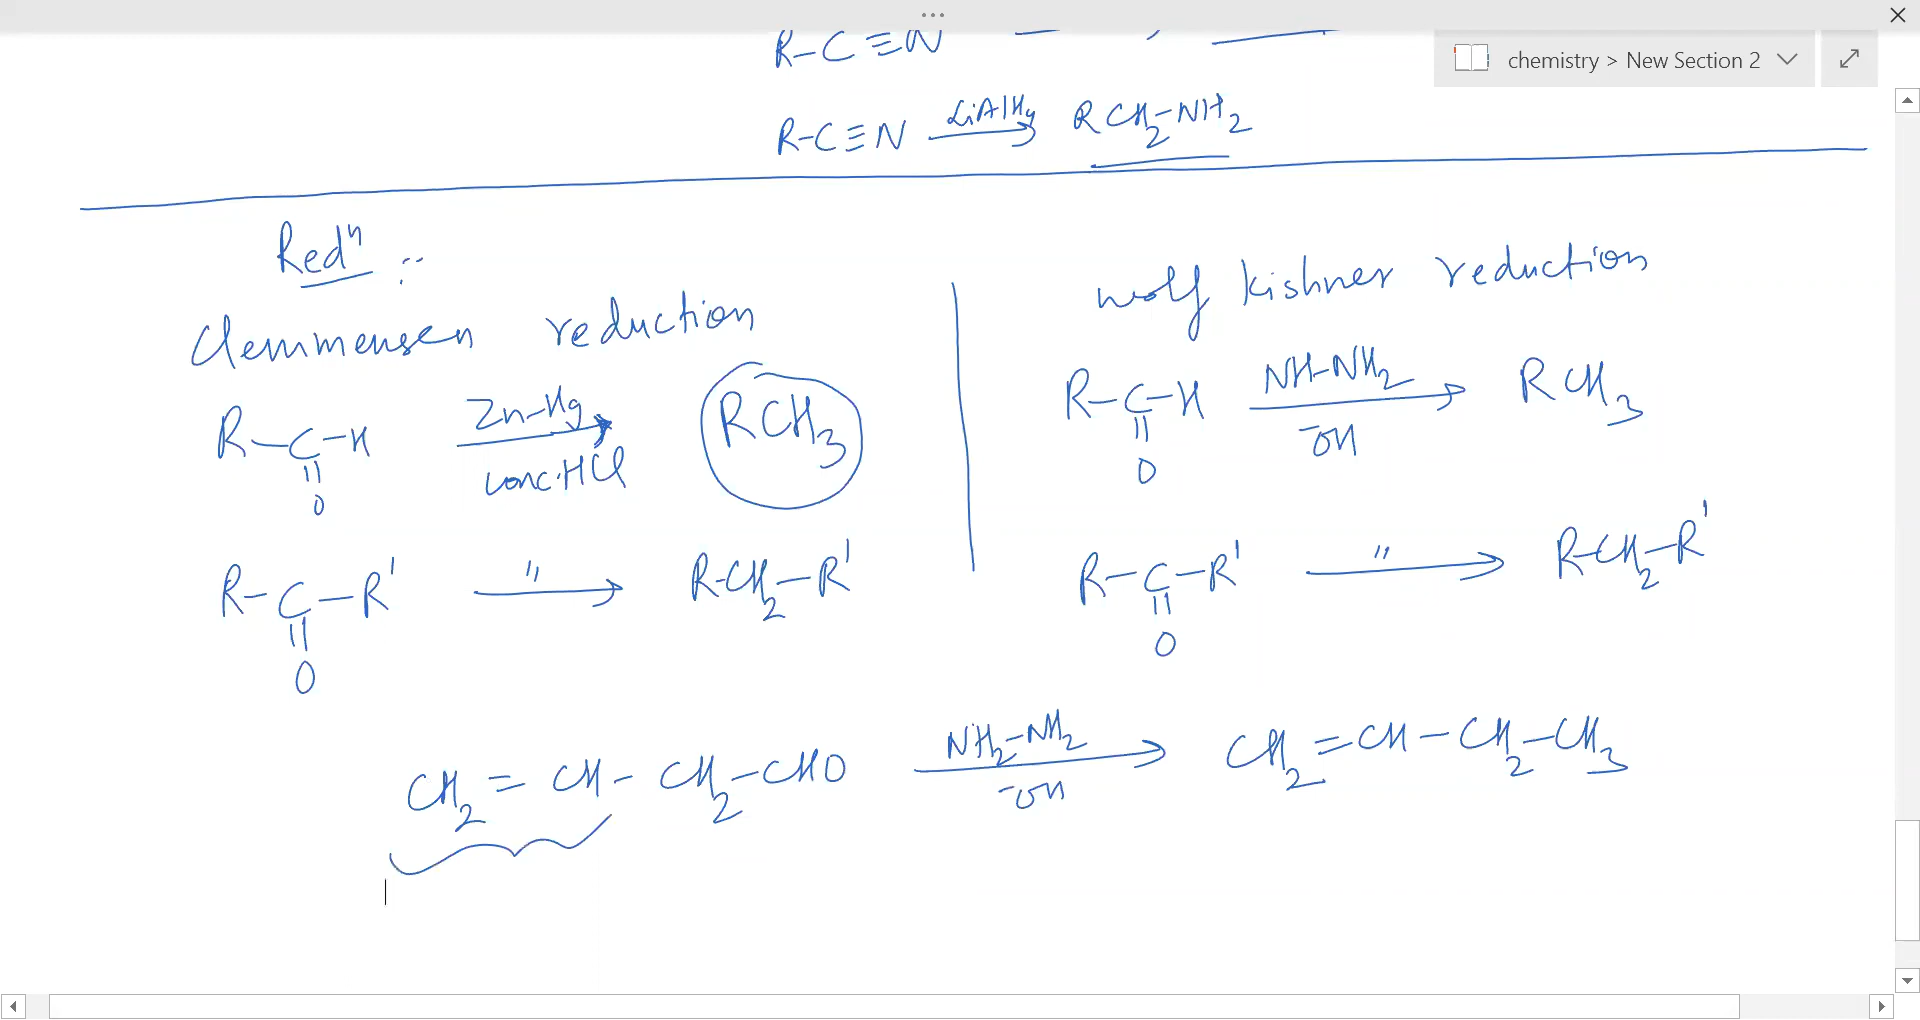 R-C≡N
chemistry > New Section 2
R-C≡N LiAlH4 RCH2-NH2
Redn :-
Clemmensen reduction
wolf kishner reduction
R-C-H Zn-Hg RCH3
|| conc.HCl
O
R-C-H NH-NH2 RCH3
|| -OH
O
R-C-R' " R-CH2-R'
||
O
R-C-R' " R-CH2-R'
||
O
CH2=CH-CH2-CHO NH2-NH2 CH2=CH-CH2-CH3
-OH